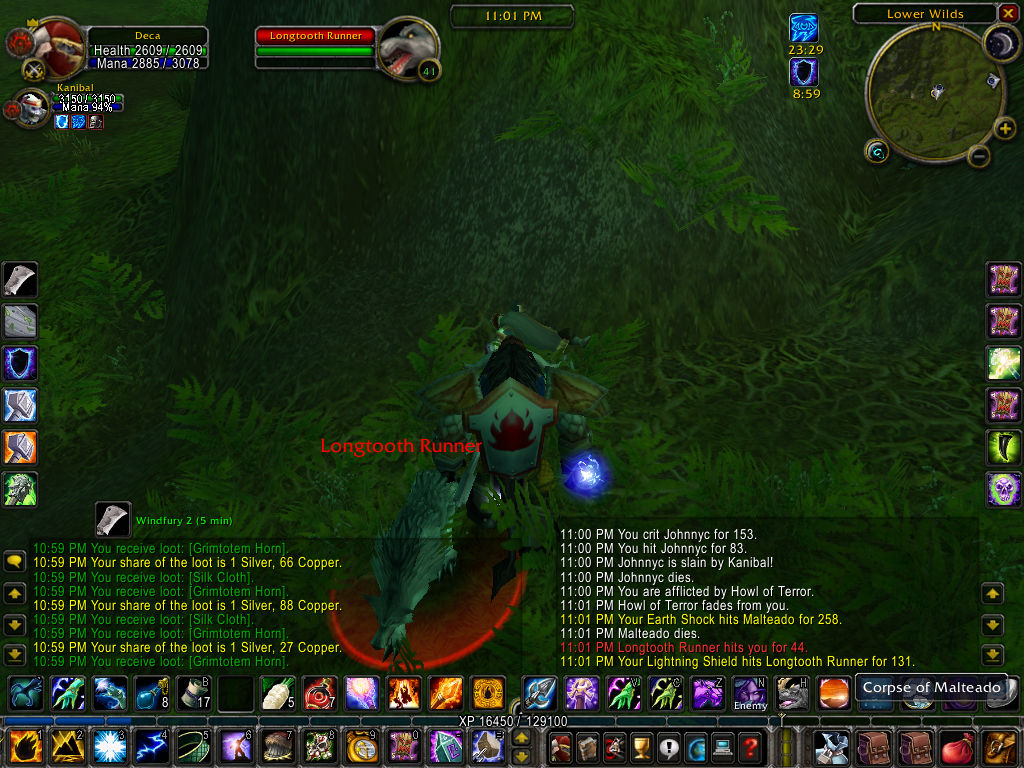 11:01 PM
Lower Wilds
N
Deca
Health 2609 / 2609
Mana 2885 / 3078
Longtooth Runner
41
23:29
8:59
Kanibal
3150 / 3150
Mana 94%
Longtooth Runner
Windfury 2 (5 min)
10:59 PM You receive loot: [Grimtotem Horn].
10:59 PM Your share of the loot is 1 Silver, 66 Copper.
10:59 PM You receive loot: [Silk Cloth].
10:59 PM You receive loot: [Grimtotem Horn].
10:59 PM Your share of the loot is 1 Silver, 88 Copper.
10:59 PM You receive loot: [Silk Cloth].
10:59 PM You receive loot: [Grimtotem Horn].
10:59 PM Your share of the loot is 1 Silver, 27 Copper.
10:59 PM You receive loot: [Grimtotem Horn].
11:00 PM You crit Johnnyc for 153.
11:00 PM You hit Johnnyc for 83.
11:00 PM Johnnyc is slain by Kanibal!
11:00 PM Johnnyc dies.
11:00 PM You are afflicted by Howl of Terror.
11:01 PM Howl of Terror fades from you.
11:01 PM Your Earth Shock hits Malteado for 258.
11:01 PM Malteado dies.
11:01 PM Longtooth Runner hits you for 44.
11:01 PM Your Lightning Shield hits Longtooth Runner for 131.
8 B 17 5 W C Z N
Enemy
Corpse of Malteado
XP 16450 / 129100
1 2 3 4 5 6 7 8 9 0 - =